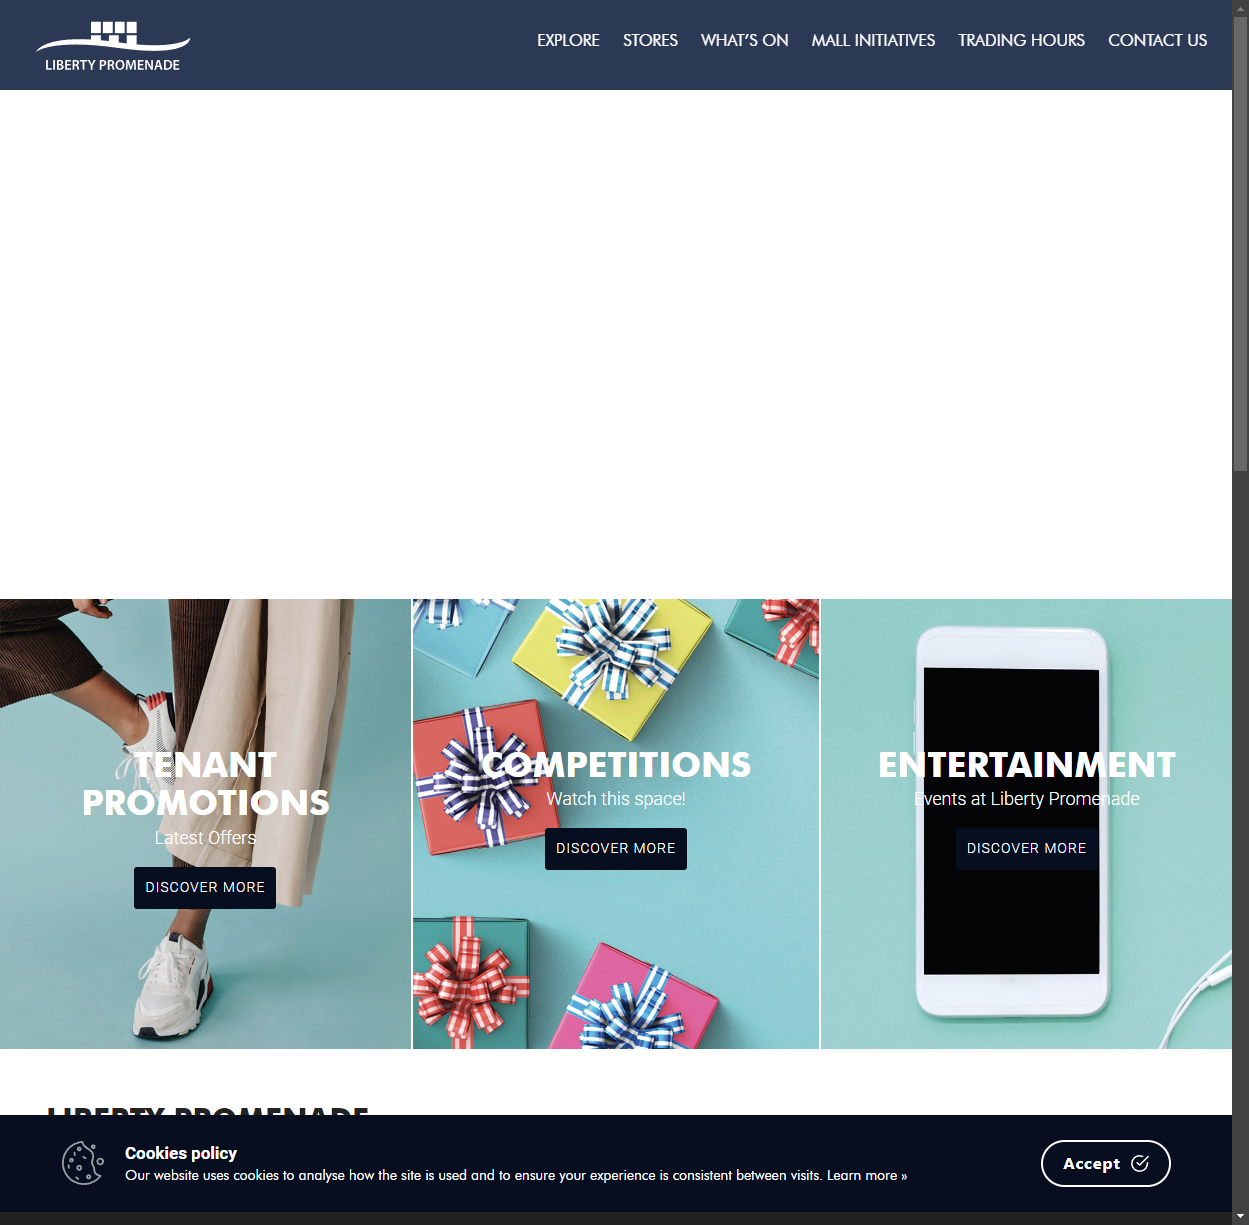 LIBERTY PROMENADE
EXPLORE STORES WHAT'S ON MALL INITIATIVES TRADING HOURS CONTACT US
TENANT
PROMOTIONS
Latest Offers
DISCOVER MORE
COMPETITIONS
Watch this space!
DISCOVER MORE
ENTERTAINMENT
Events at Liberty Promenade
DISCOVER MORE
LIBERTY PROMENADE
Cookies policy
Our website uses cookies to analyse how the site is used and to ensure your experience is consistent between visits. Learn more »
Accept